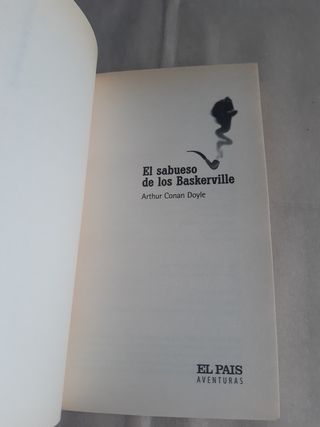 El sabueso
de los Baskerville
Arthur Conan Doyle
EL PAIS
AVENTURAS